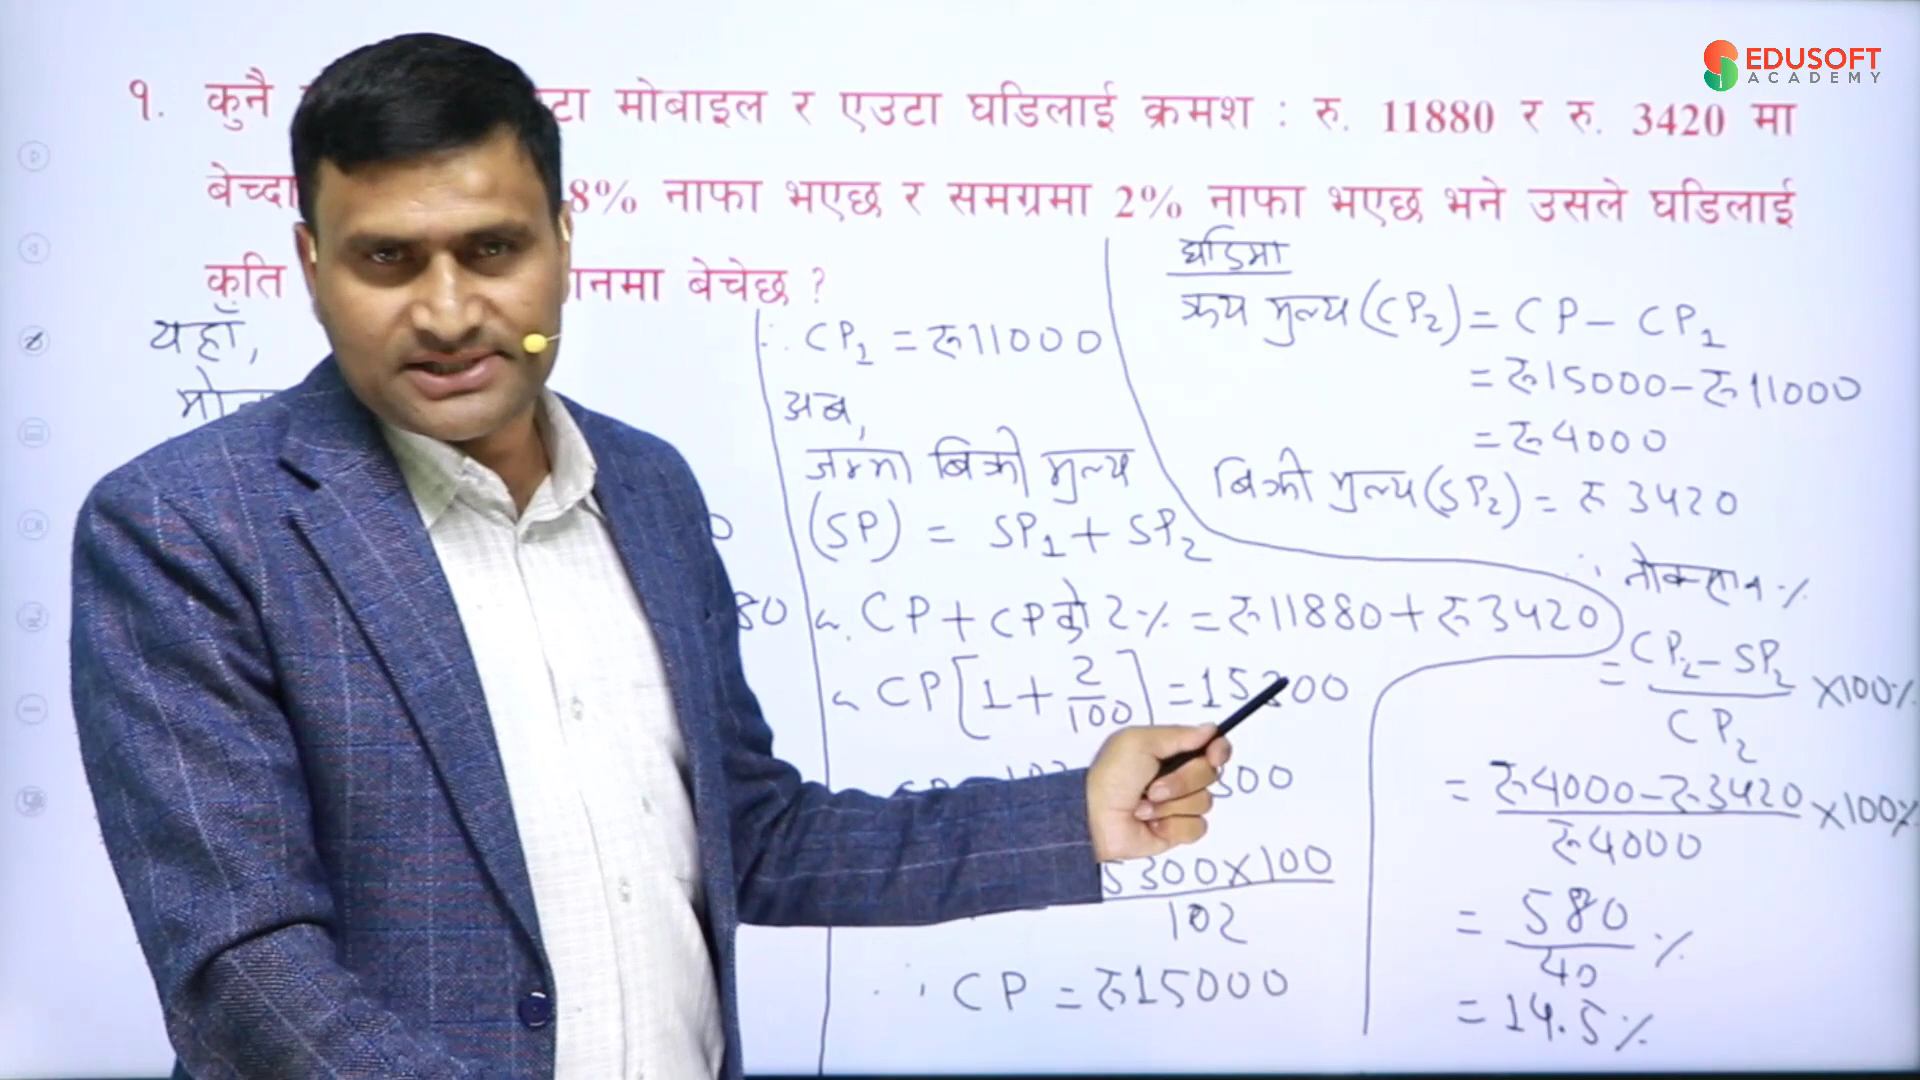 EDUSOFT
ACADEMY
१. कुनै टा मोबाइल र एउटा घडिलाई क्रमश : रु. 11880 र रु. 3420 मा
बेच्दा 8% नाफा भएछ र समग्रमा 2% नाफा भएछ भने उसले घडिलाई
कति बेचेछ ?
यहाँ,
∴ CP₁ = रू11000
अब,
जम्मा बिक्री मुल्य
(SP) = SP₁ + SP₂
CP + CPको 2% = रू11880 + रू3420
CP[1 + 2/100] = 15300
300
5300×100
102
∴ CP = रू15000
घडिमा
क्रय मुल्य (CP₂) = CP − CP₁
= रू15000 − रू11000
= रू4000
बिक्री मुल्य (SP₂) = रू 3420
∴ नोक्सान %
= CP₂ − SP₂ / CP₂ ×100%
= रू4000 − रू3420 / रू4000 ×100%
= 580/40 %
= 14.5%